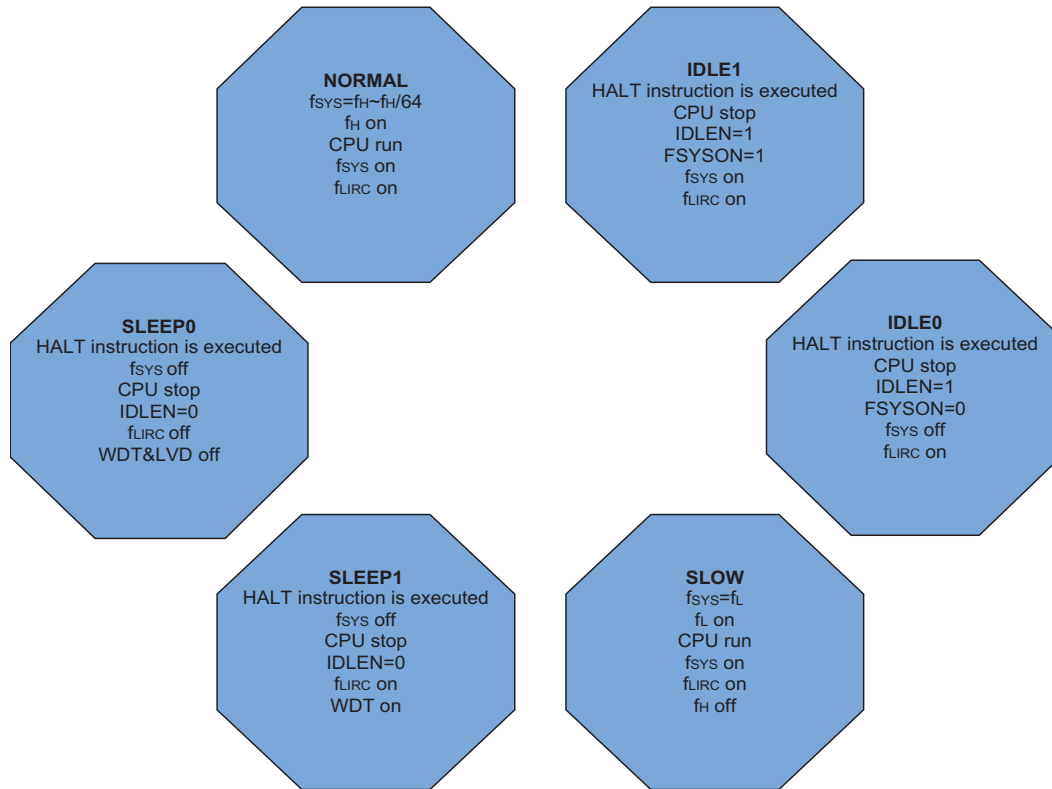 NORMAL
fSYS=fH~fH/64
fH on
CPU run
fSYS on
fLIRC on
IDLE1
HALT instruction is executed
CPU stop
IDLEN=1
FSYSON=1
fSYS on
fLIRC on
SLEEP0
HALT instruction is executed
fSYS off
CPU stop
IDLEN=0
fLIRC off
WDT&LVD off
IDLE0
HALT instruction is executed
CPU stop
IDLEN=1
FSYSON=0
fSYS off
fLIRC on
SLEEP1
HALT instruction is executed
fSYS off
CPU stop
IDLEN=0
fLIRC on
WDT on
SLOW
fSYS=fL
fL on
CPU run
fSYS on
fLIRC on
fH off